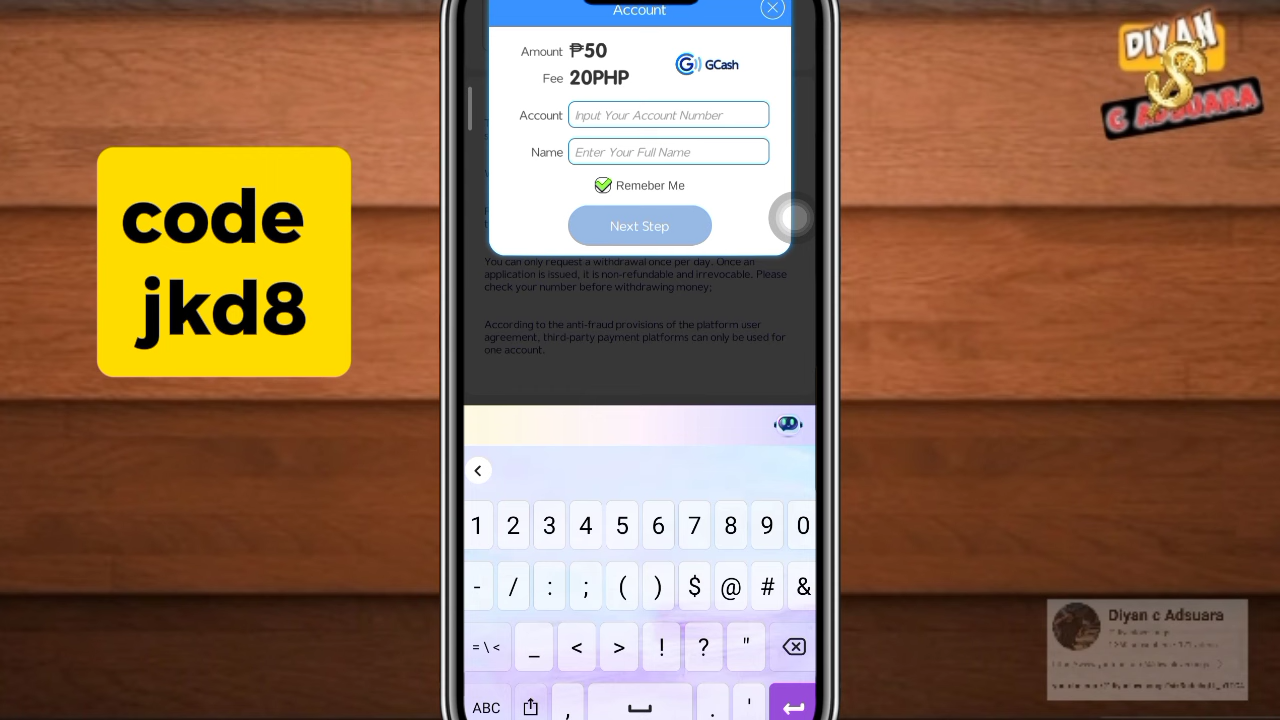 Account
Amount ₱50
GCash
Fee 20PHP
Account Input Your Account Number
Name Enter Your Full Name
Remeber Me
Next Step
You can only request a withdrawal once per day. Once an
application is issued, it is non-refundable and irrevocable. Please
check your number before withdrawing money;
According to the anti-fraud provisions of the platform user
agreement, third-party payment platforms can only be used for
one account.
1 2 3 4 5 6 7 8 9 0
- / : ; ( ) $ @ # &
= \ < _ < > ! ? "
ABC , . '
code
jkd8
DIYAN
$
C ADSUARA
Diyan c Adsuara